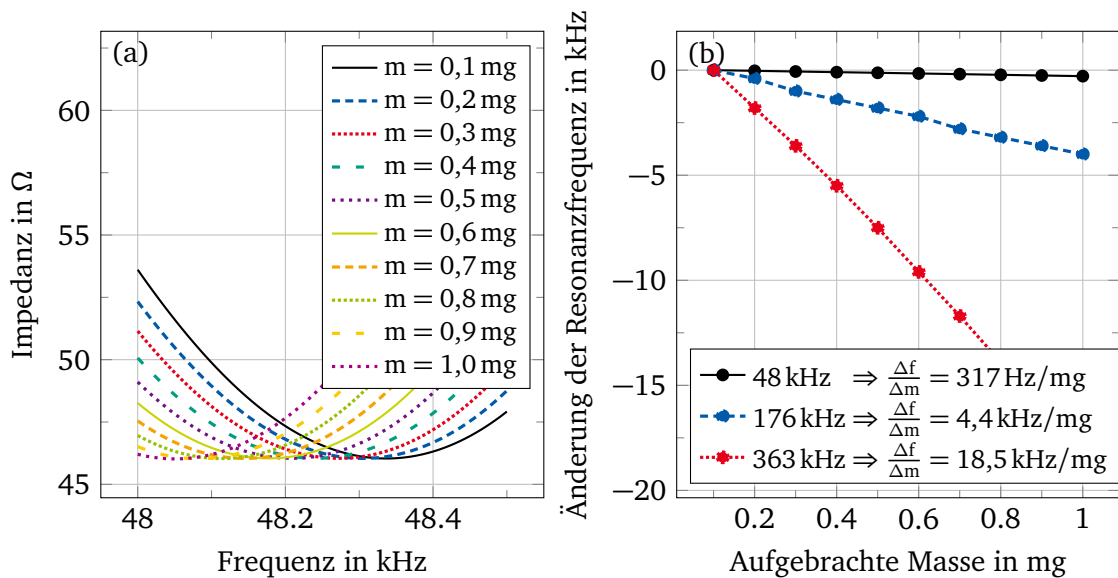 (a)
m = 0,1 mg
m = 0,2 mg
m = 0,3 mg
m = 0,4 mg
m = 0,5 mg
m = 0,6 mg
m = 0,7 mg
m = 0,8 mg
m = 0,9 mg
m = 1,0 mg
60
55
50
45
48
48.2
48.4
Impedanz in Ω
Frequenz in kHz
(b)
0
−5
−10
−15
−20
0.2
0.4
0.6
0.8
1
Änderung der Resonanzfrequenz in kHz
Aufgebrachte Masse in mg
48 kHz ⇒ Δf/Δm = 317 Hz/mg
176 kHz ⇒ Δf/Δm = 4,4 kHz/mg
363 kHz ⇒ Δf/Δm = 18,5 kHz/mg